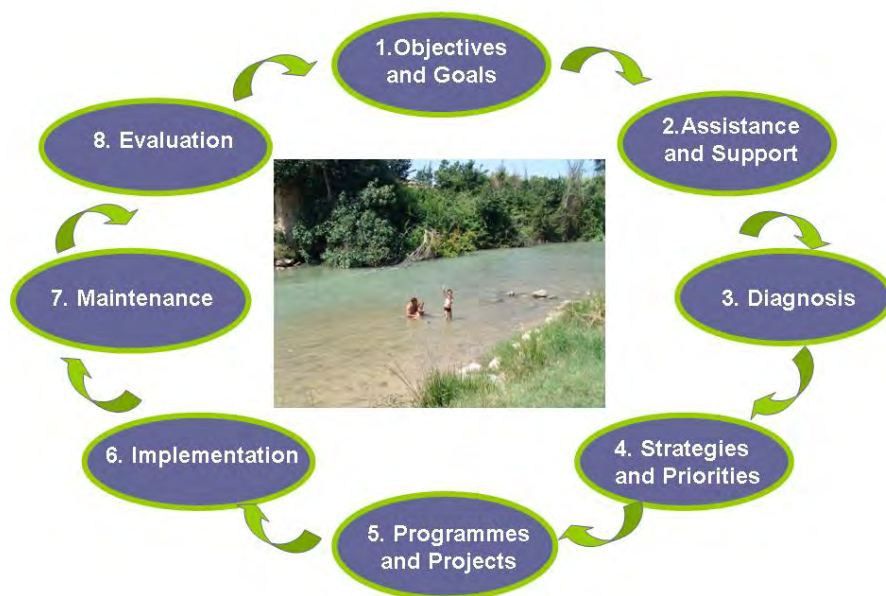 1.Objectives
and Goals
2.Assistance
and Support
3. Diagnosis
4. Strategies
and Priorities
5. Programmes
and Projects
6. Implementation
7. Maintenance
8. Evaluation